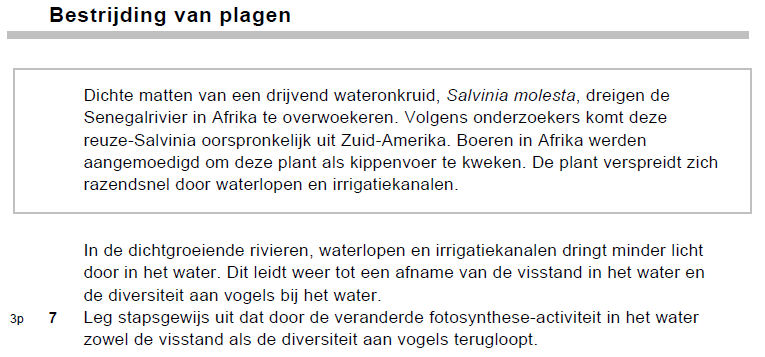 Bestrijding van plagen
Dichte matten van een drijvend wateronkruid, Salvinia molesta, dreigen de
Senegalrivier in Afrika te overwoekeren. Volgens onderzoekers komt deze
reuze-Salvinia oorspronkelijk uit Zuid-Amerika. Boeren in Afrika werden
aangemoedigd om deze plant als kippenvoer te kweken. De plant verspreidt zich
razendsnel door waterlopen en irrigatiekanalen.
In de dichtgroeiende rivieren, waterlopen en irrigatiekanalen dringt minder licht
door in het water. Dit leidt weer tot een afname van de visstand in het water en
de diversiteit aan vogels bij het water.
3p 7 Leg stapsgewijs uit dat door de veranderde fotosynthese-activiteit in het water
zowel de visstand als de diversiteit aan vogels terugloopt.